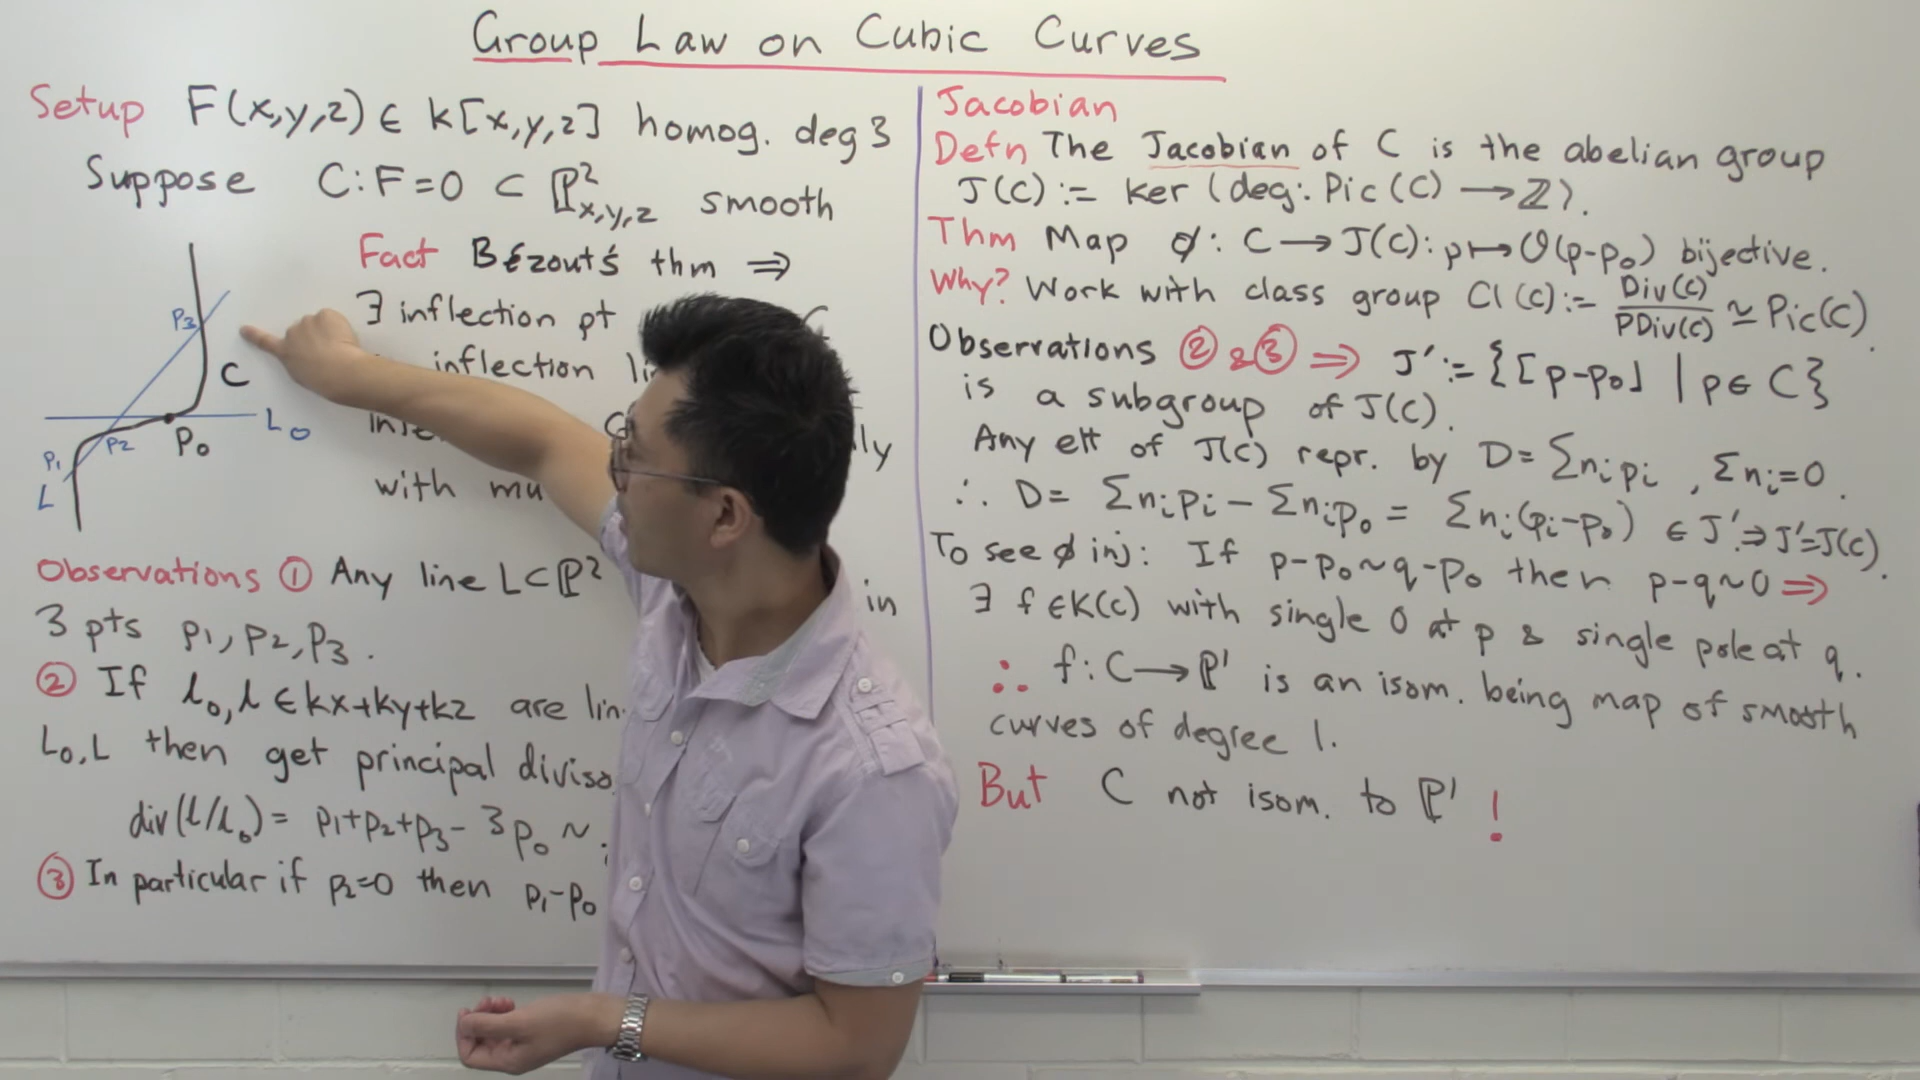 Group Law on Cubic Curves
Setup F(x,y,z) ∈ k[x,y,z] homog. deg 3
Suppose C: F=0 ⊂ ℙ²x,y,z smooth
Fact Bézout's thm ⇒
∃ inflection pt
inflection
with
P3
C
L₀
P₀
P2
P1
L
Observations ① Any line L⊂ℙ² in
3 pts p1, p2, p3.
② If l₀, l ∈ kx+ky+kz are lin.
L₀, L then get principal
div(l/l₀) = p1+p2+p3 – 3p₀ ~
③ In particular if p2=0 then p1-p₀
Jacobian
Defn The Jacobian of C is the abelian group
J(C) := ker (deg: Pic(C) → ℤ).
Thm Map ø: C → J(C): p ↦ O(p-p₀) bijective.
Why? Work with class group Cl(C) := Div(C)/PDiv(C) ≃ Pic(C).
Observations ② & ③ ⇒ J' := {[p-p₀] | p ∈ C}
is a subgroup of J(C).
Any elt of J(C) repr. by D = Σnᵢpᵢ, Σnᵢ=0.
∴ D = Σnᵢpᵢ – Σnᵢp₀ = Σnᵢ(pᵢ-p₀) ∈ J'. ⇒ J'=J(C).
To see ø inj: If p-p₀ ~ q-p₀ then p-q ~ 0 ⇒
∃ f ∈ K(C) with single 0 at p & single pole at q.
∴ f: C → ℙ¹ is an isom. being map of smooth
curves of degree 1.
But C not isom. to ℙ¹ !